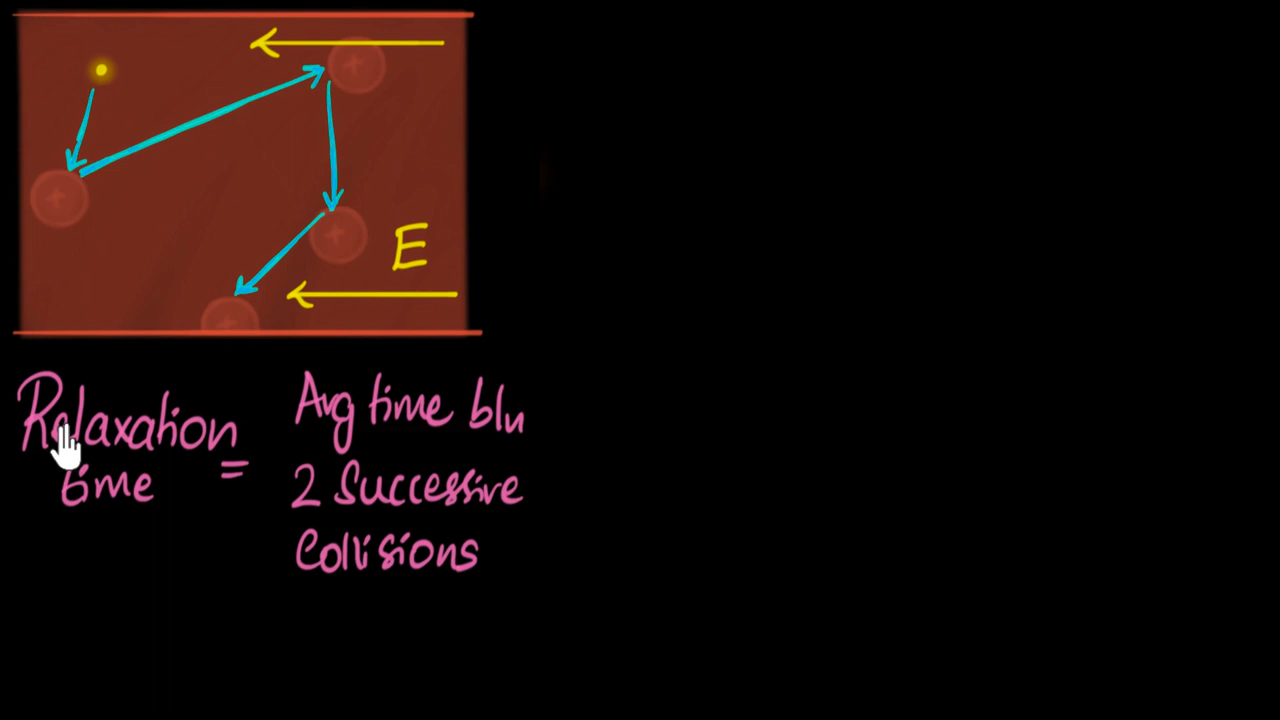 E
Relaxation
time
=
Avg time b/n
2 Successive
Collisions